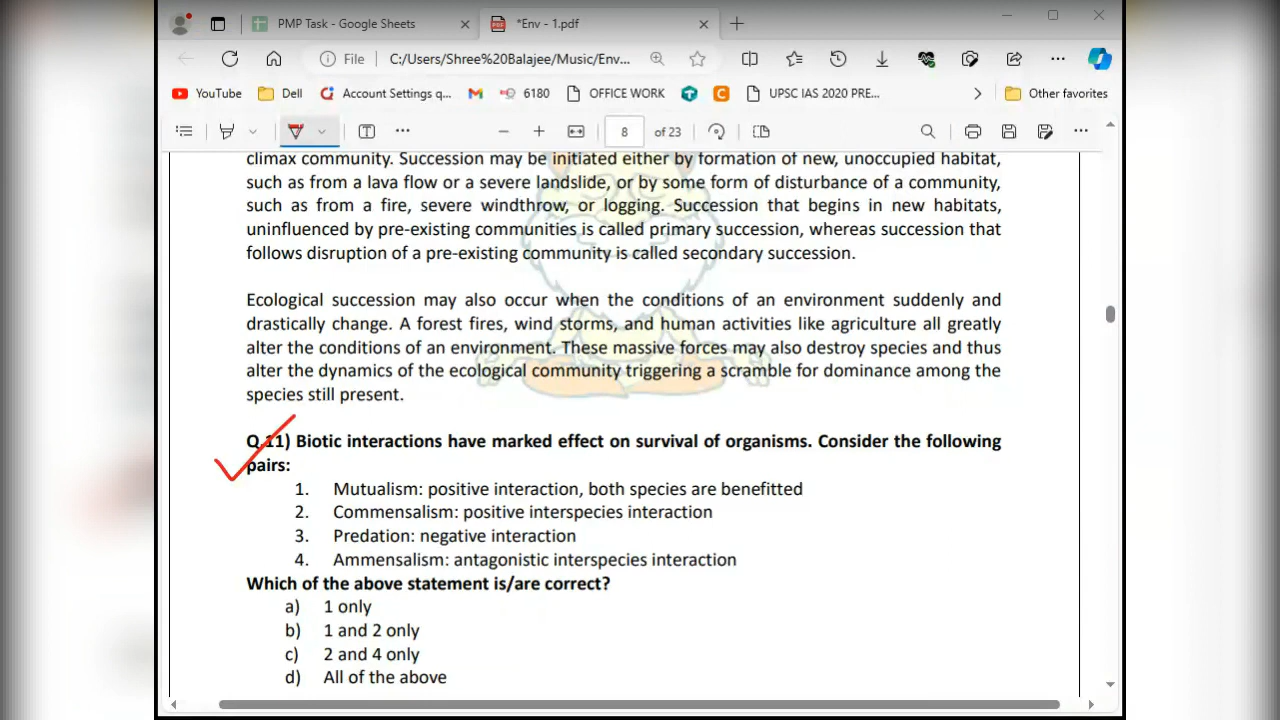 PMP Task - Google Sheets
*Env - 1.pdf
File
C:/Users/Shree%20Balajee/Music/Env...
YouTube
Dell
Account Settings q...
6180
OFFICE WORK
C
UPSC IAS 2020 PRE...
Other favorites
8 of 23
climax community. Succession may be initiated either by formation of new, unoccupied habitat,
such as from a lava flow or a severe landslide, or by some form of disturbance of a community,
such as from a fire, severe windthrow, or logging. Succession that begins in new habitats,
uninfluenced by pre-existing communities is called primary succession, whereas succession that
follows disruption of a pre-existing community is called secondary succession.
Ecological succession may also occur when the conditions of an environment suddenly and
drastically change. A forest fires, wind storms, and human activities like agriculture all greatly
alter the conditions of an environment. These massive forces may also destroy species and thus
alter the dynamics of the ecological community triggering a scramble for dominance among the
species still present.
Q.11) Biotic interactions have marked effect on survival of organisms. Consider the following
pairs:
1. Mutualism: positive interaction, both species are benefitted
2. Commensalism: positive interspecies interaction
3. Predation: negative interaction
4. Ammensalism: antagonistic interspecies interaction
Which of the above statement is/are correct?
a) 1 only
b) 1 and 2 only
c) 2 and 4 only
d) All of the above